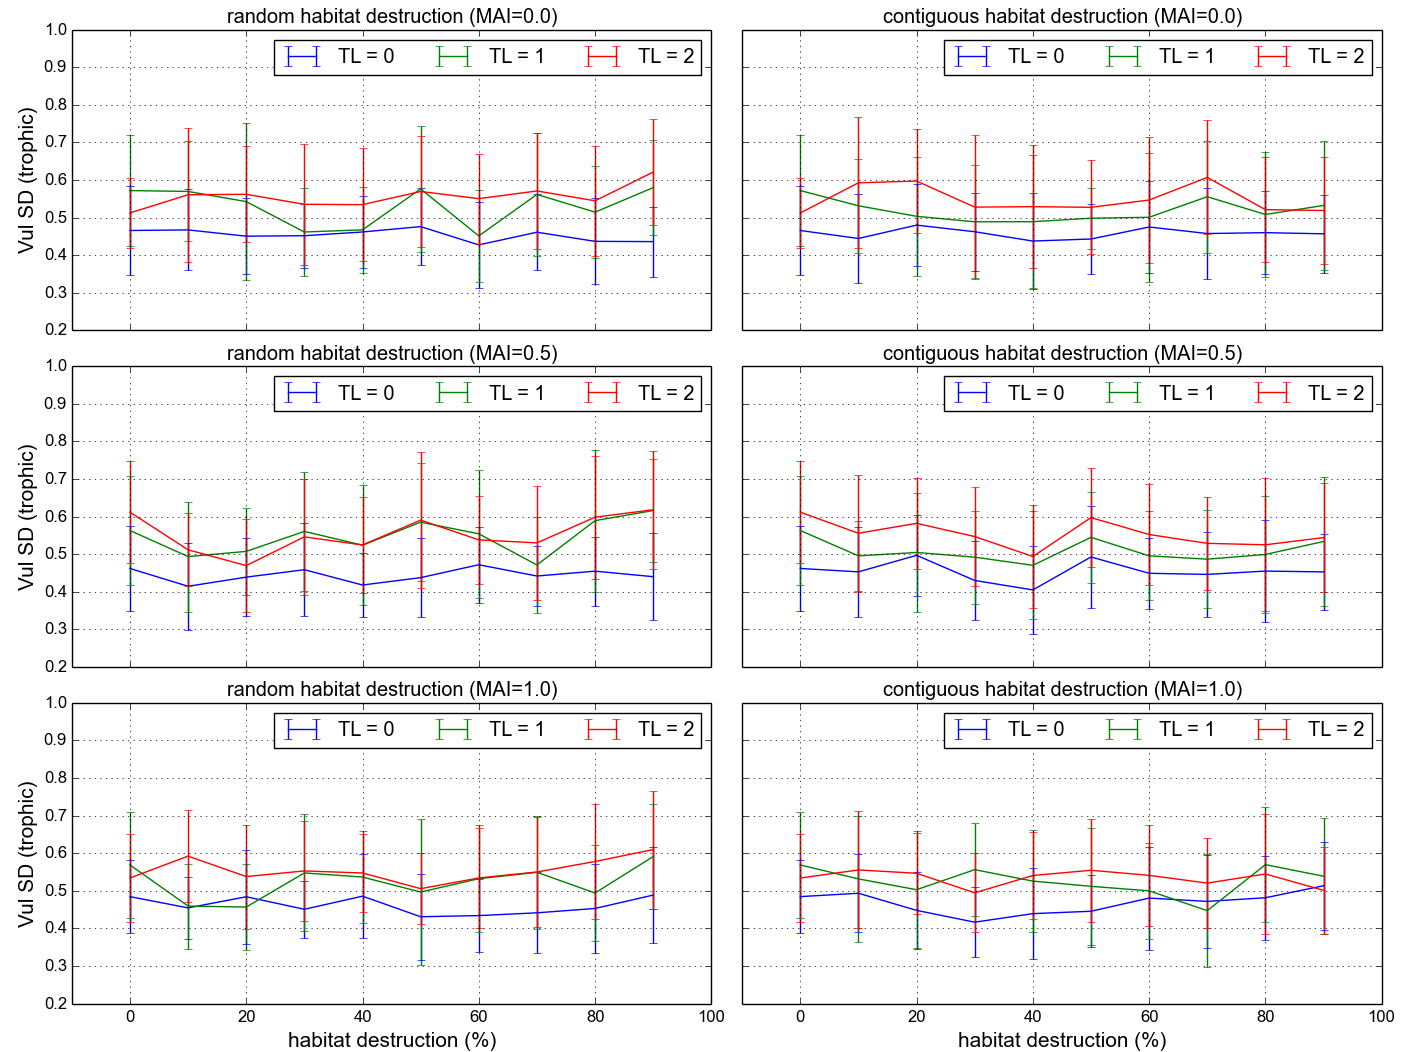 random habitat destruction (MAI=0.0)
contiguous habitat destruction (MAI=0.0)
1.0
0.9
0.8
0.7
0.6
0.5
0.4
0.3
0.2
Vul SD (trophic)
TL = 0 TL = 1 TL = 2
TL = 0 TL = 1 TL = 2
random habitat destruction (MAI=0.5)
contiguous habitat destruction (MAI=0.5)
1.0
0.9
0.8
0.7
0.6
0.5
0.4
0.3
0.2
Vul SD (trophic)
TL = 0 TL = 1 TL = 2
TL = 0 TL = 1 TL = 2
random habitat destruction (MAI=1.0)
contiguous habitat destruction (MAI=1.0)
1.0
0.9
0.8
0.7
0.6
0.5
0.4
0.3
0.2
Vul SD (trophic)
TL = 0 TL = 1 TL = 2
TL = 0 TL = 1 TL = 2
0 20 40 60 80 100
0 20 40 60 80 100
habitat destruction (%)
habitat destruction (%)